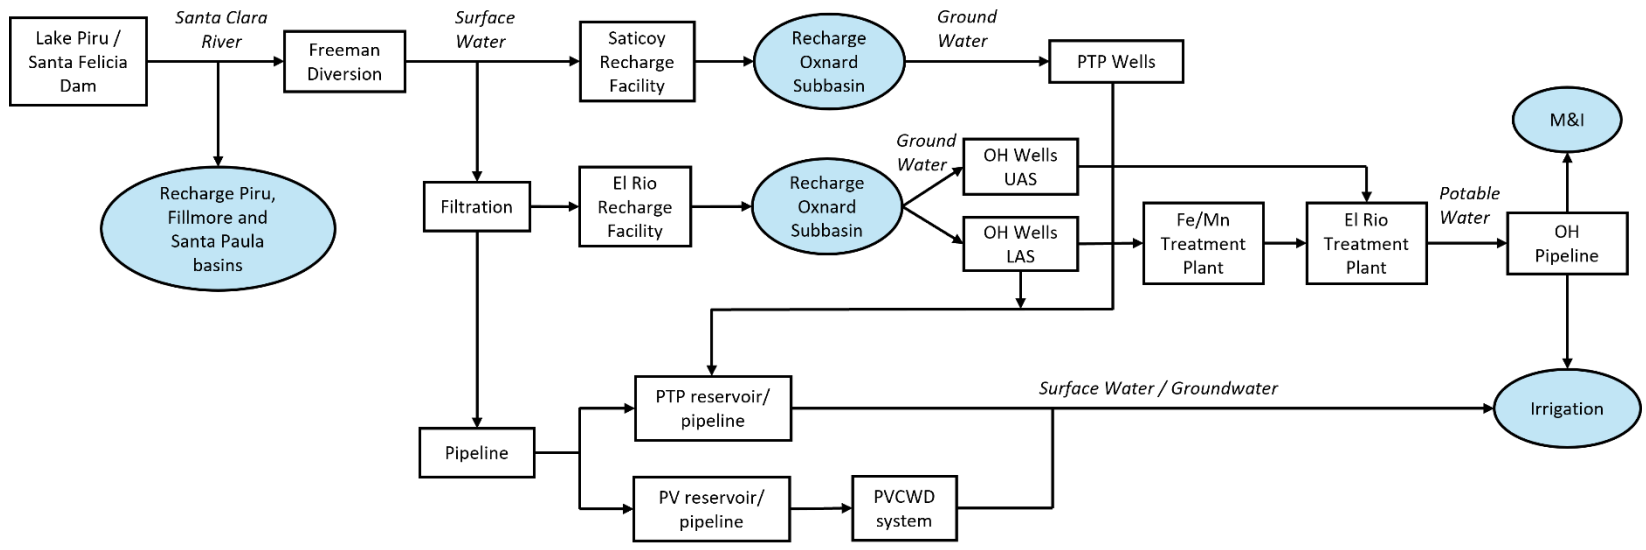 Lake Piru /
Santa Felicia
Dam
Santa Clara
River
Freeman
Diversion
Surface
Water
Saticoy
Recharge
Facility
Recharge
Oxnard
Subbasin
Ground
Water
PTP Wells
Recharge Piru,
Fillmore and
Santa Paula
basins
Filtration
El Rio
Recharge
Facility
Recharge
Oxnard
Subbasin
Ground
Water
OH Wells
UAS
OH Wells
LAS
Fe/Mn
Treatment
Plant
El Rio
Treatment
Plant
Potable
Water
OH
Pipeline
M&I
Pipeline
PTP reservoir/
pipeline
Surface Water / Groundwater
Irrigation
PV reservoir/
pipeline
PVCWD
system